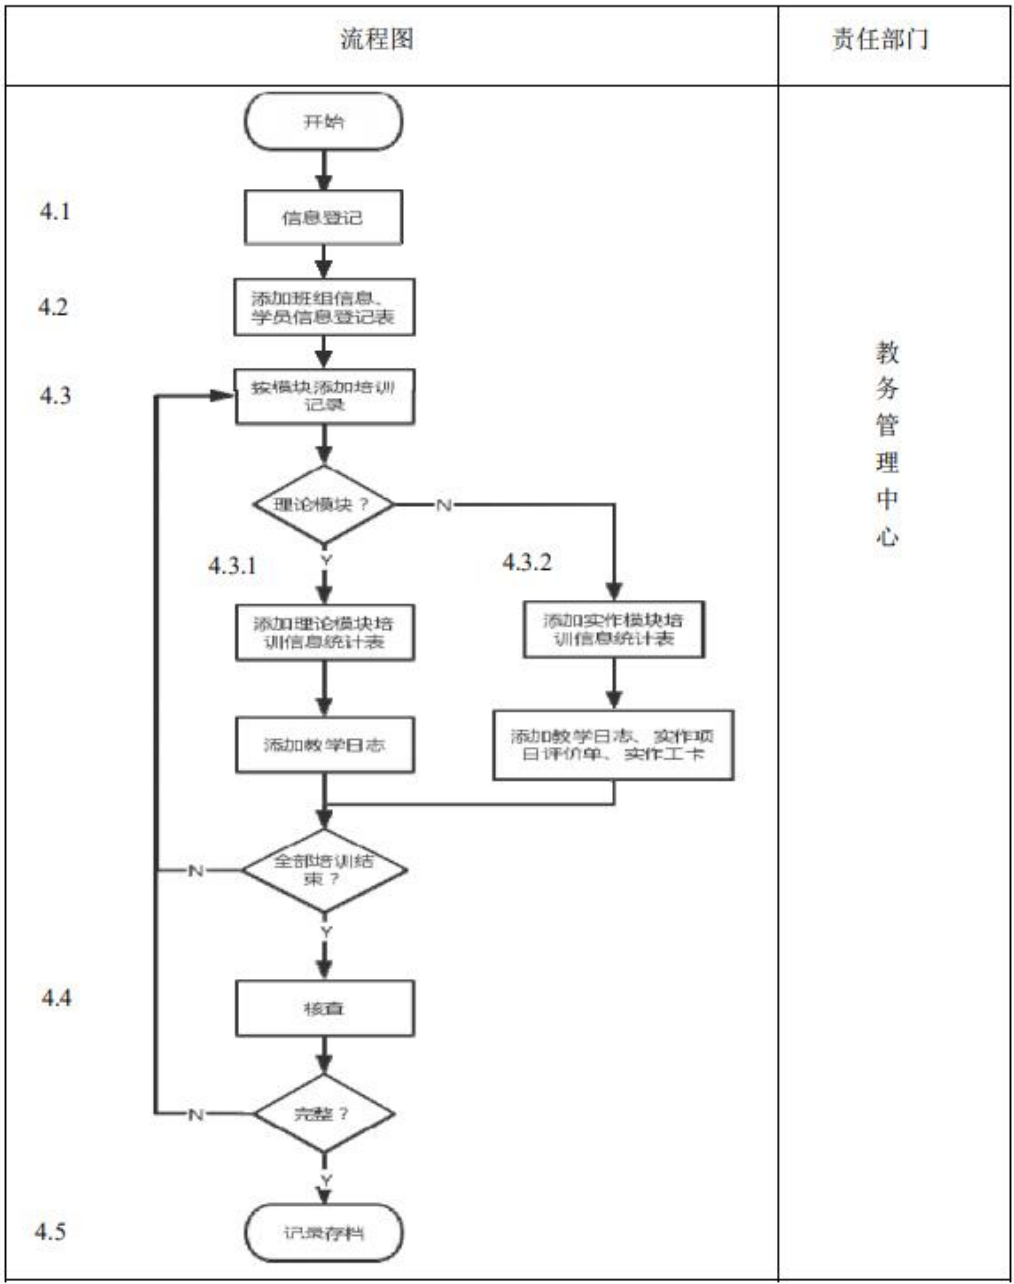 流程图
责任部门
开始
4.1
信息登记
4.2
添加班组信息、
学员信息登记表
4.3
按模块添加培训
记录
理论模块？
N
Y
4.3.1
4.3.2
添加理论模块培
训信息统计表
添加实作模块培
训信息统计表
添加教学日志
添加教学日志、实作项
目评价单、实作工卡
全部培训结
束？
N
Y
4.4
核查
完整？
N
Y
4.5
记录存档
教
务
管
理
中
心